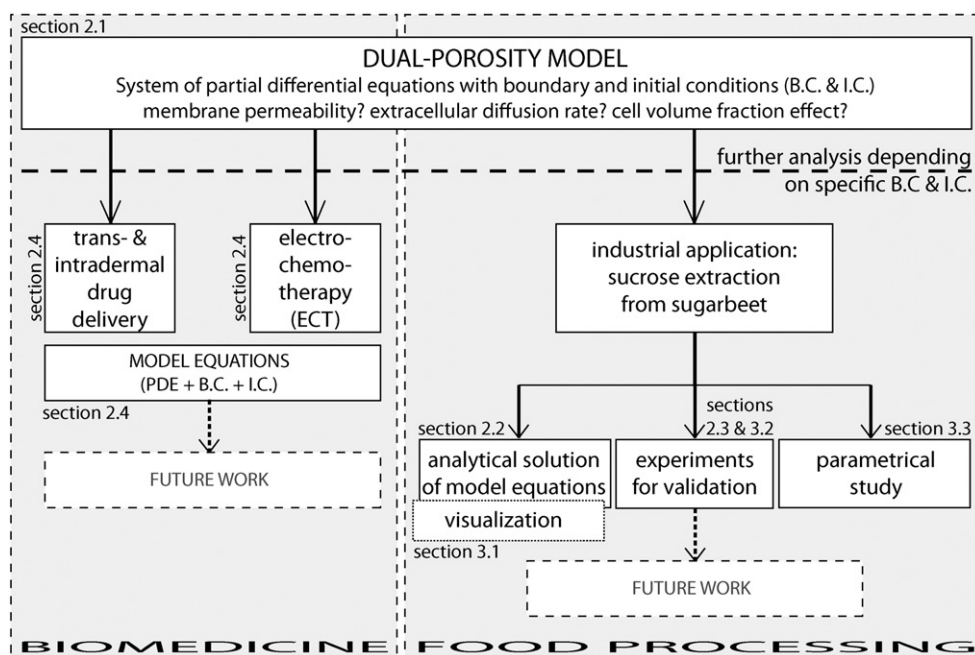 section 2.1
DUAL-POROSITY MODEL
System of partial differential equations with boundary and initial conditions (B.C. & I.C.)
membrane permeability? extracellular diffusion rate? cell volume fraction effect?
further analysis depending
on specific B.C & I.C.
section 2.4
trans- &
intradermal
drug
delivery
section 2.4
electro-
chemo-
therapy
(ECT)
MODEL EQUATIONS
(PDE + B.C. + I.C.)
section 2.4
FUTURE WORK
industrial application:
sucrose extraction
from sugarbeet
section 2.2
analytical solution
of model equations
visualization
section 3.1
sections
2.3 & 3.2
experiments
for validation
section 3.3
parametrical
study
FUTURE WORK
BIOMEDICINE
FOOD PROCESSING